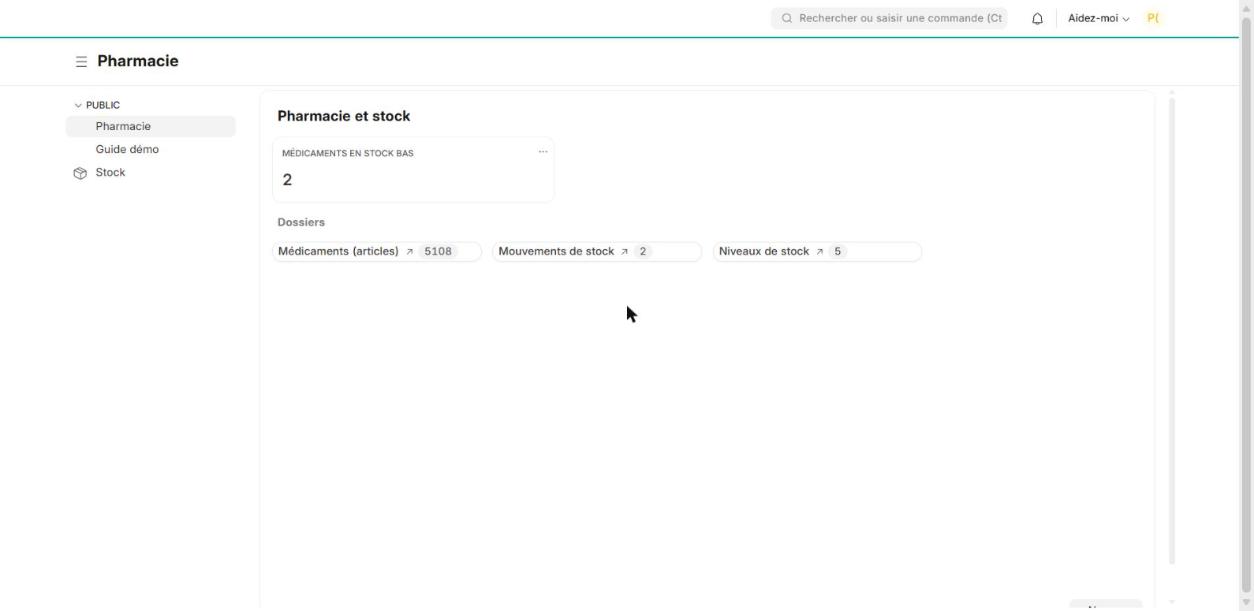 Rechercher ou saisir une commande (Ct
Aidez-moi
P(
Pharmacie
PUBLIC
Pharmacie
Guide démo
Stock
Pharmacie et stock
MÉDICAMENTS EN STOCK BAS
2
Dossiers
Médicaments (articles) ↗ 5108
Mouvements de stock ↗ 2
Niveaux de stock ↗ 5